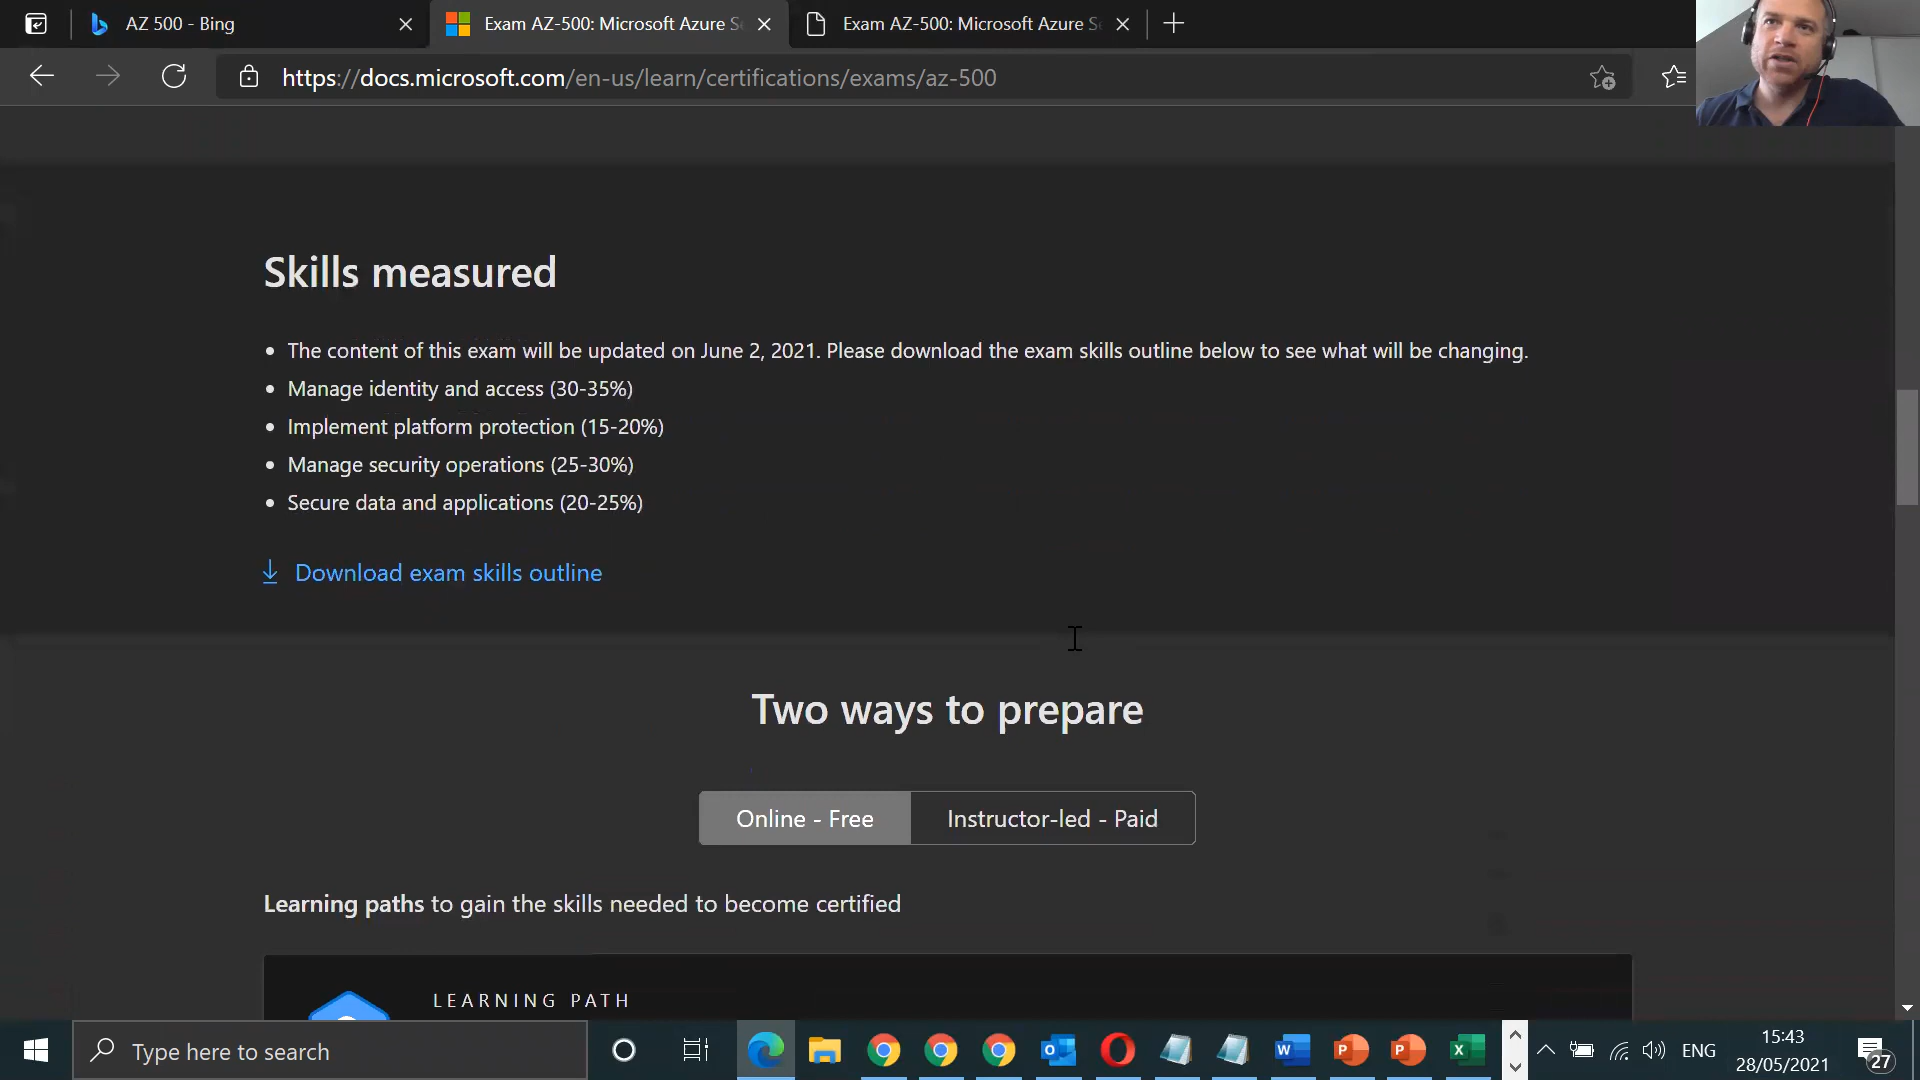 AZ 500 - Bing
Exam AZ-500: Microsoft Azure S
Exam AZ-500: Microsoft Azure S
https://docs.microsoft.com/en-us/learn/certifications/exams/az-500
Skills measured
The content of this exam will be updated on June 2, 2021. Please download the exam skills outline below to see what will be changing.
Manage identity and access (30-35%)
Implement platform protection (15-20%)
Manage security operations (25-30%)
Secure data and applications (20-25%)
Download exam skills outline
Two ways to prepare
Online - Free
Instructor-led - Paid
Learning paths to gain the skills needed to become certified
LEARNING PATH
Type here to search
ENG
15:43
28/05/2021
27